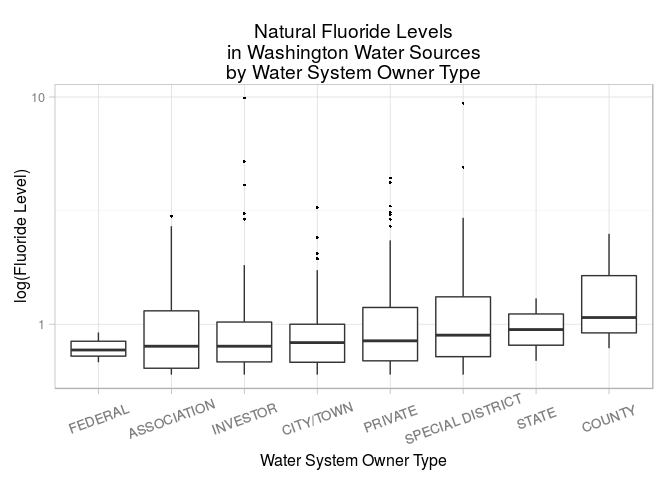 Natural Fluoride Levels
in Washington Water Sources
by Water System Owner Type
log(Fluoride Level)
10
1
FEDERAL
ASSOCIATION
INVESTOR
CITY/TOWN
PRIVATE
SPECIAL DISTRICT
STATE
COUNTY
Water System Owner Type